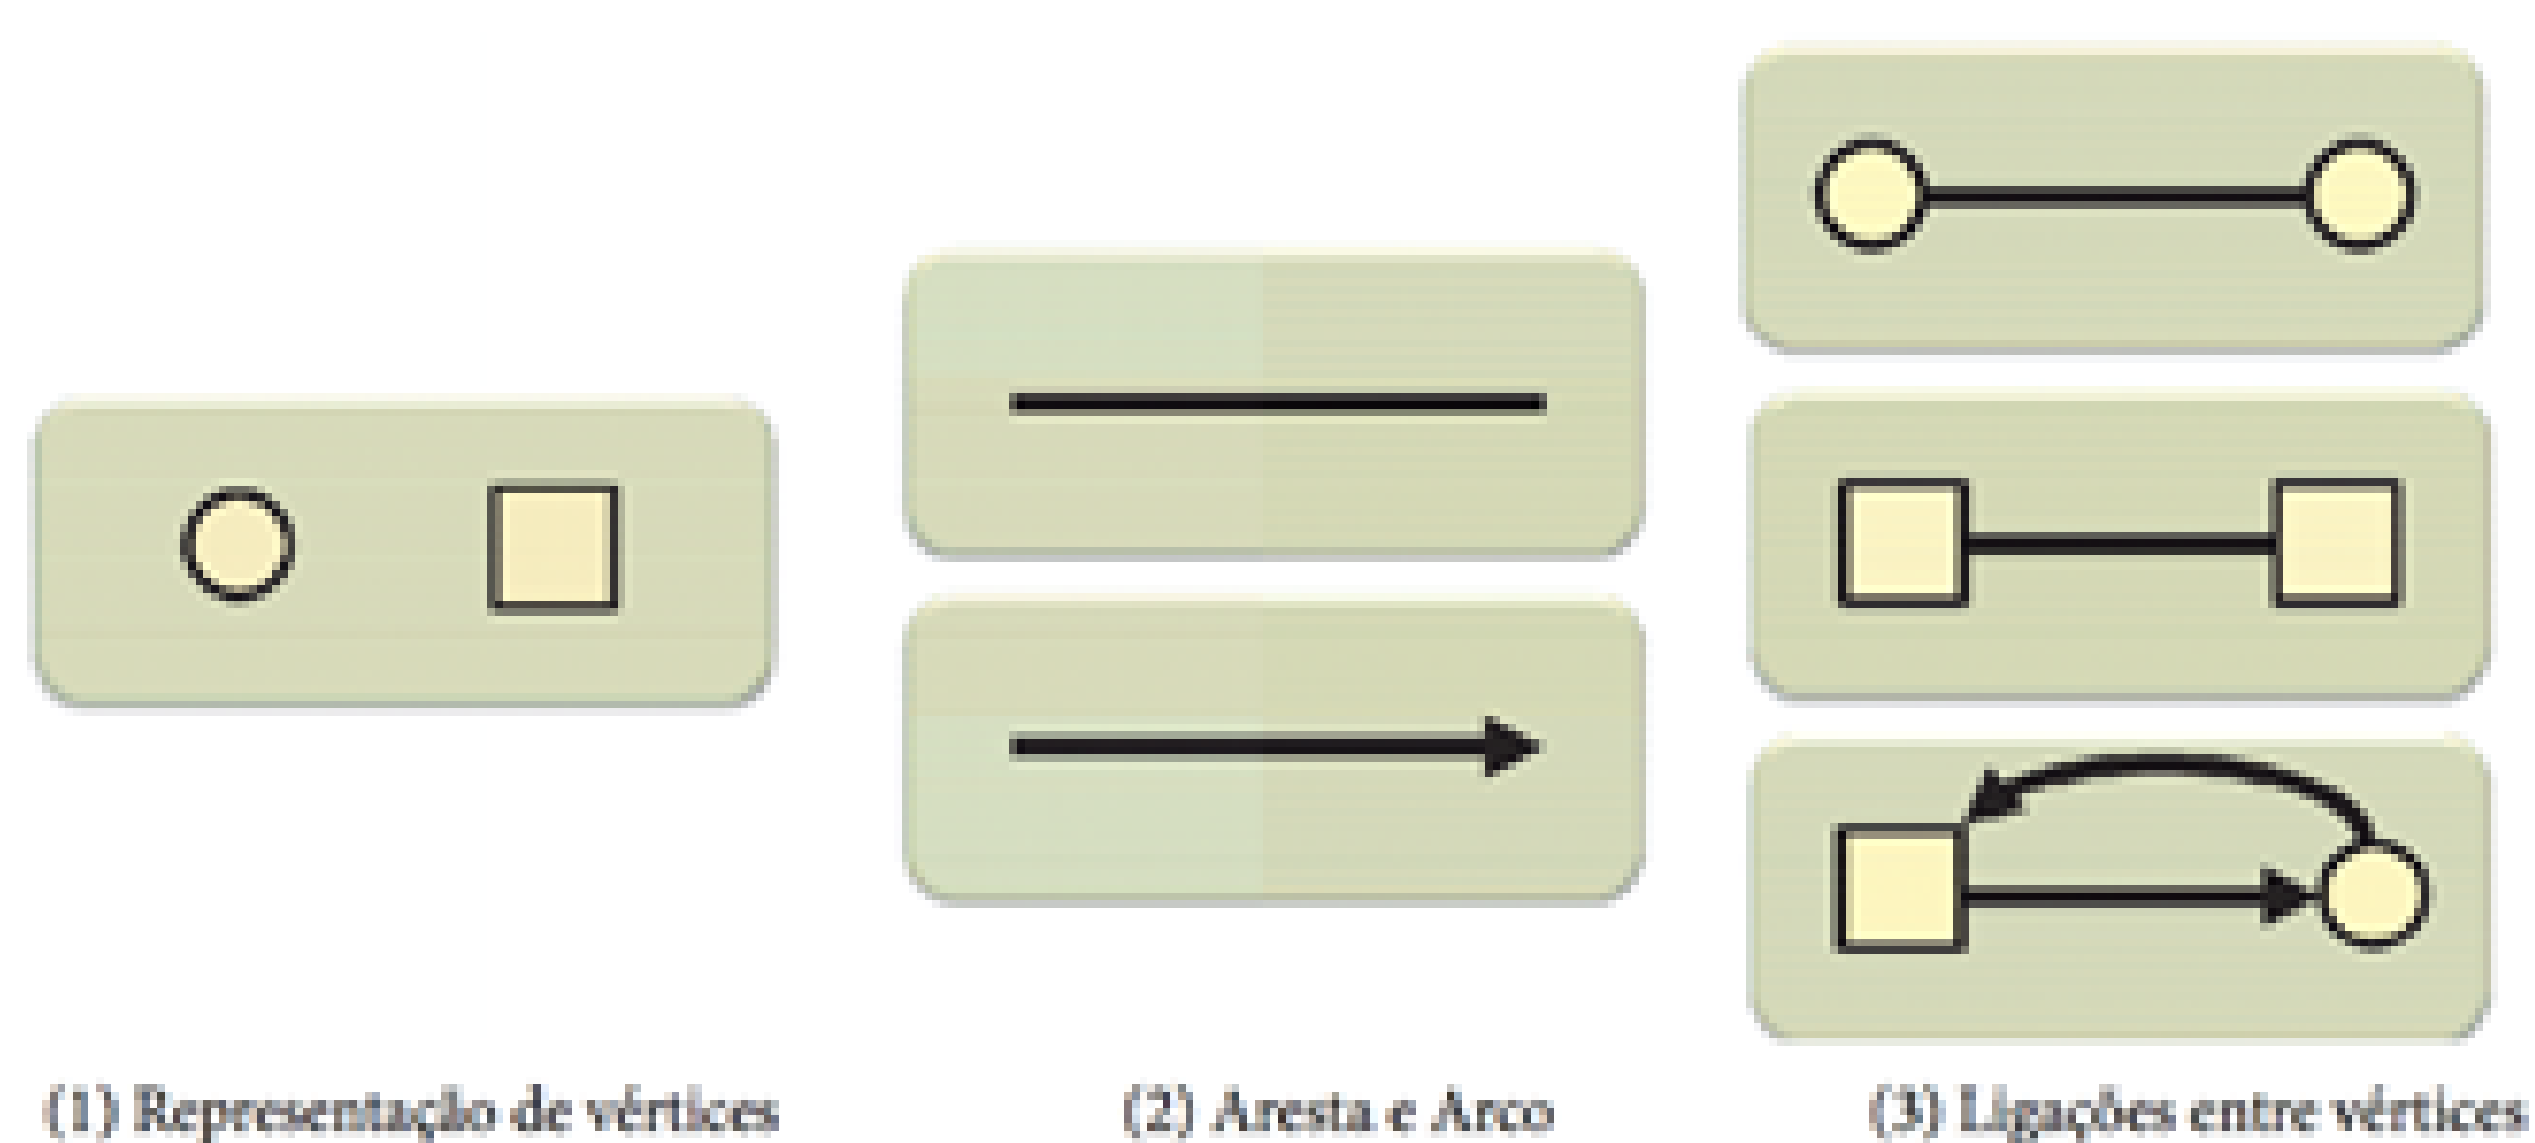 (1) Representação de vértices
(2) Aresta e Arco
(3) Ligações entre vértices